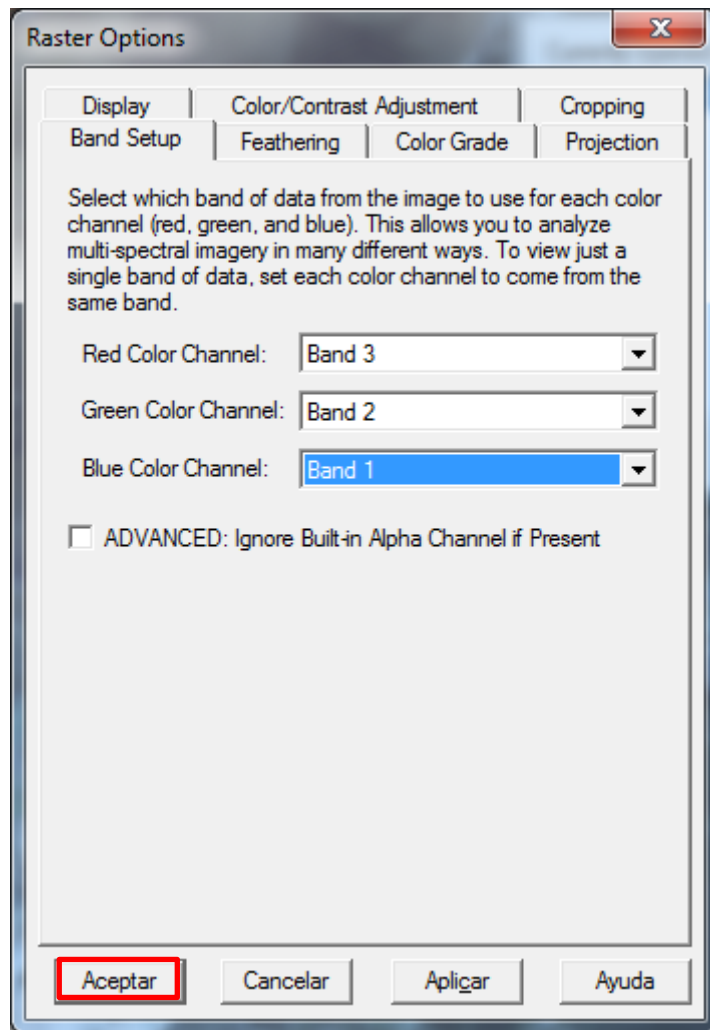 Raster Options
Display
Color/Contrast Adjustment
Cropping
Band Setup
Feathering
Color Grade
Projection
Select which band of data from the image to use for each color
channel (red, green, and blue). This allows you to analyze
multi-spectral imagery in many different ways. To view just a
single band of data, set each color channel to come from the
same band.
Red Color Channel: Band 3
Green Color Channel: Band 2
Blue Color Channel: Band 1
ADVANCED: Ignore Built-in Alpha Channel if Present
Aceptar
Cancelar
Aplicar
Ayuda